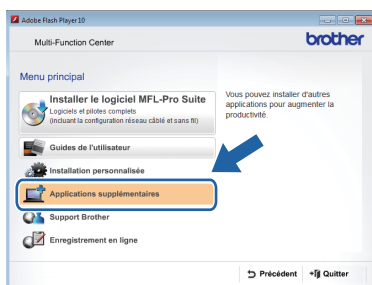 Adobe Flash Player 10
Multi-Function Center
brother
Menu principal
Installer le logiciel MFL-Pro Suite
Logiciels et pilotes complets
(incluant la configuration réseau câblé et sans fil)
Vous pouvez installer d'autres
applications pour augmenter la
productivité.
Guides de l'utilisateur
Installation personnalisée
Applications supplémentaires
Support Brother
Enregistrement en ligne
Précédent
Quitter